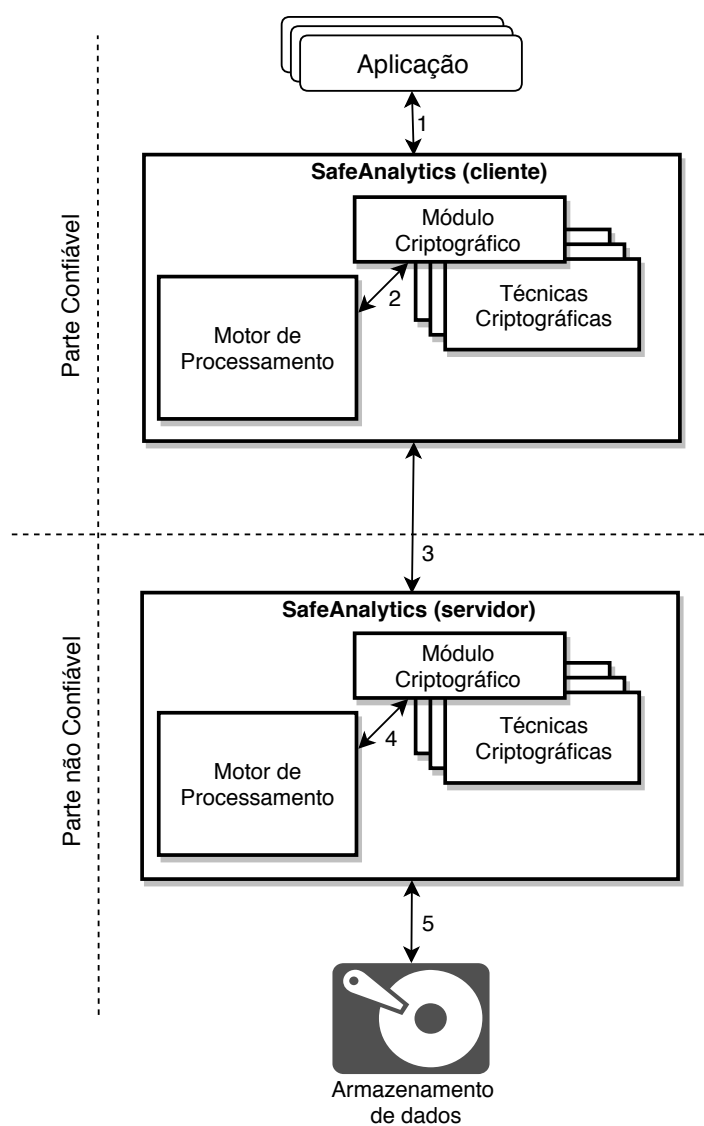 Aplicação
1
SafeAnalytics (cliente)
Módulo
Criptográfico
2
Técnicas
Criptográficas
Motor de
Processamento
Parte Confiável
3
SafeAnalytics (servidor)
Módulo
Criptográfico
4
Técnicas
Criptográficas
Motor de
Processamento
Parte não Confiável
5
Armazenamento
de dados